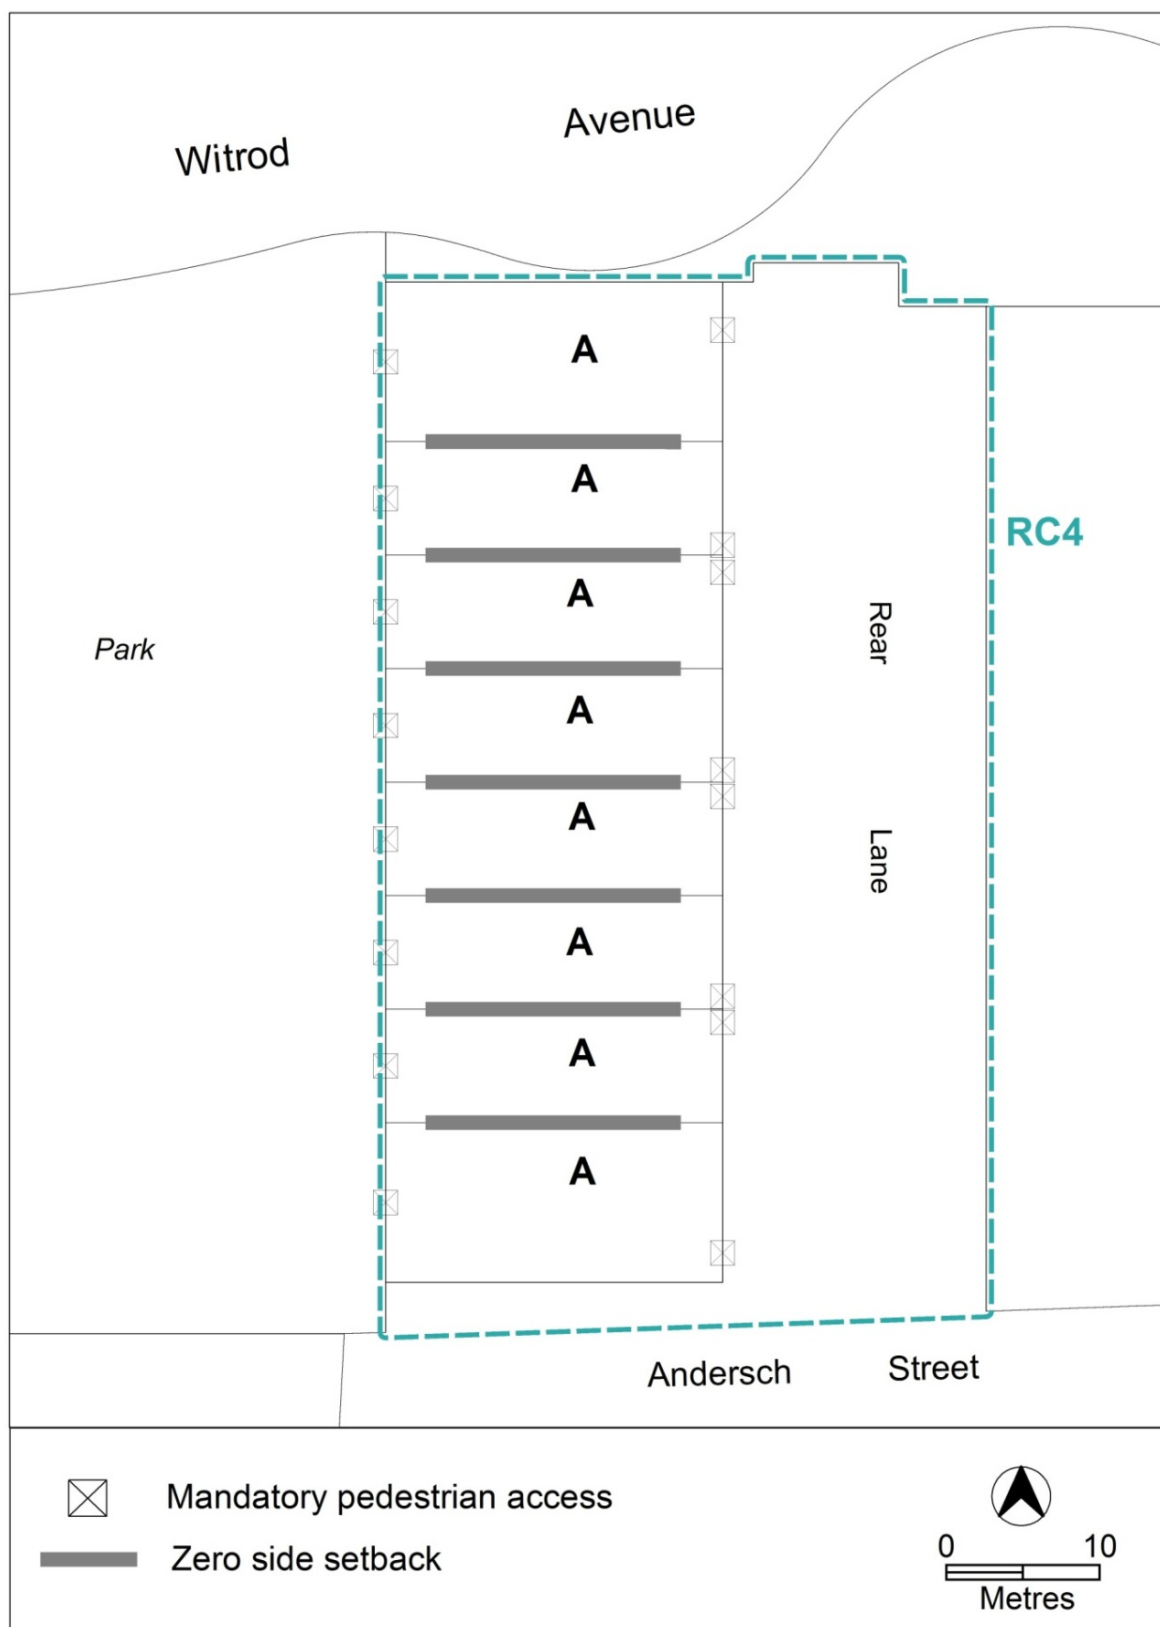 Witrod Avenue
A
A
RC4
A
Rear
Park
A
A
Lane
A
A
A
Andersch Street
Mandatory pedestrian access
Zero side setback
0 10
Metres